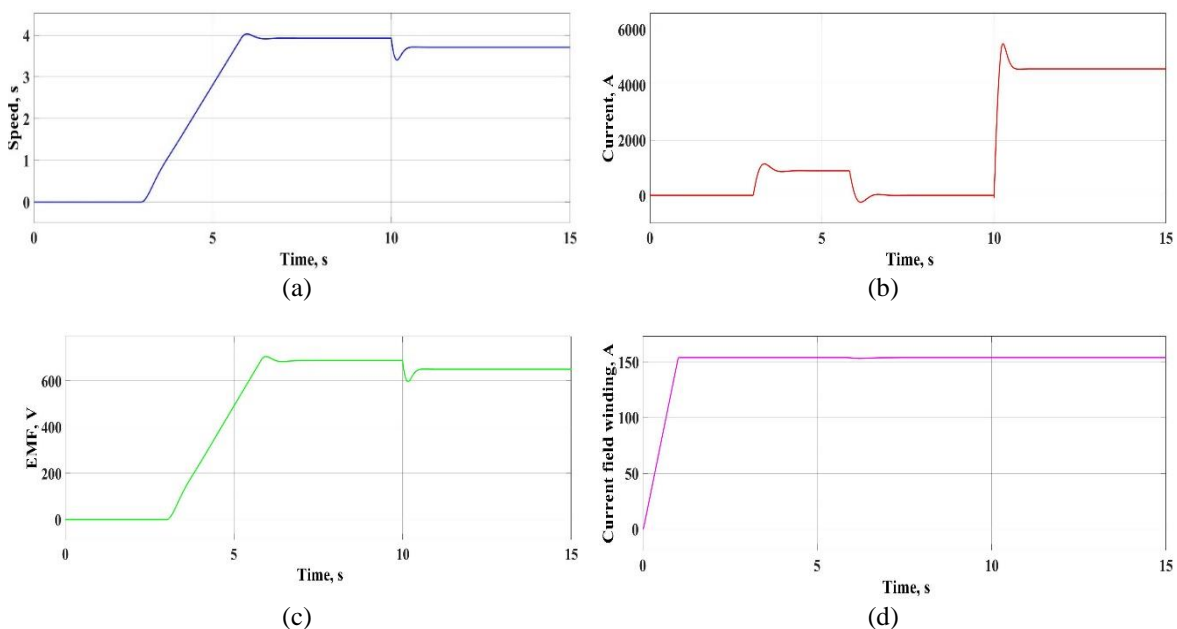 4
3
2
1
0
Speed, s
0
5
10
15
Time, s
(a)
6000
4000
2000
0
Current, A
0
5
10
15
Time, s
(b)
600
400
200
0
EMF, V
0
5
10
15
Time, s
(c)
150
100
50
0
Current field winding, A
0
5
10
15
Time, s
(d)